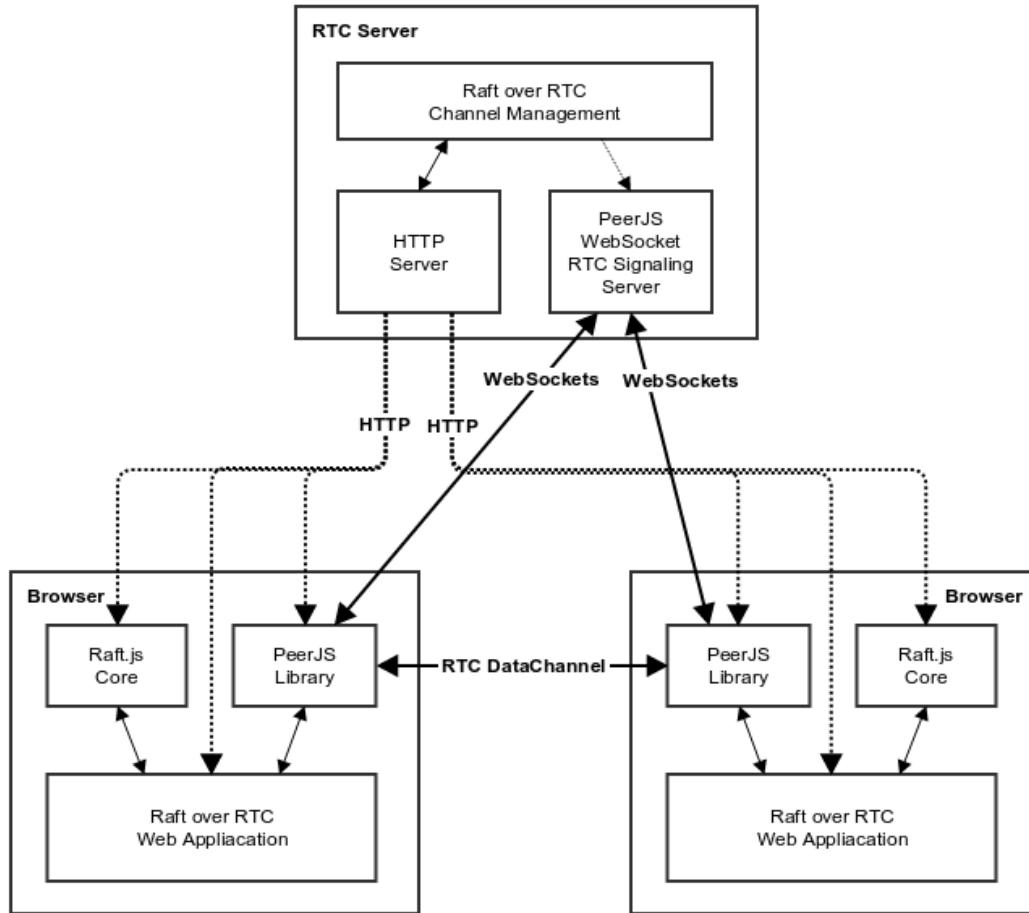 RTC Server
Raft over RTC
Channel Management
HTTP
Server
PeerJS
WebSocket
RTC Signaling
Server
WebSockets
WebSockets
HTTP
HTTP
Browser
Raft.js
Core
PeerJS
Library
RTC DataChannel
Raft over RTC
Web Appliacation
Browser
PeerJS
Library
Raft.js
Core
Raft over RTC
Web Appliacation